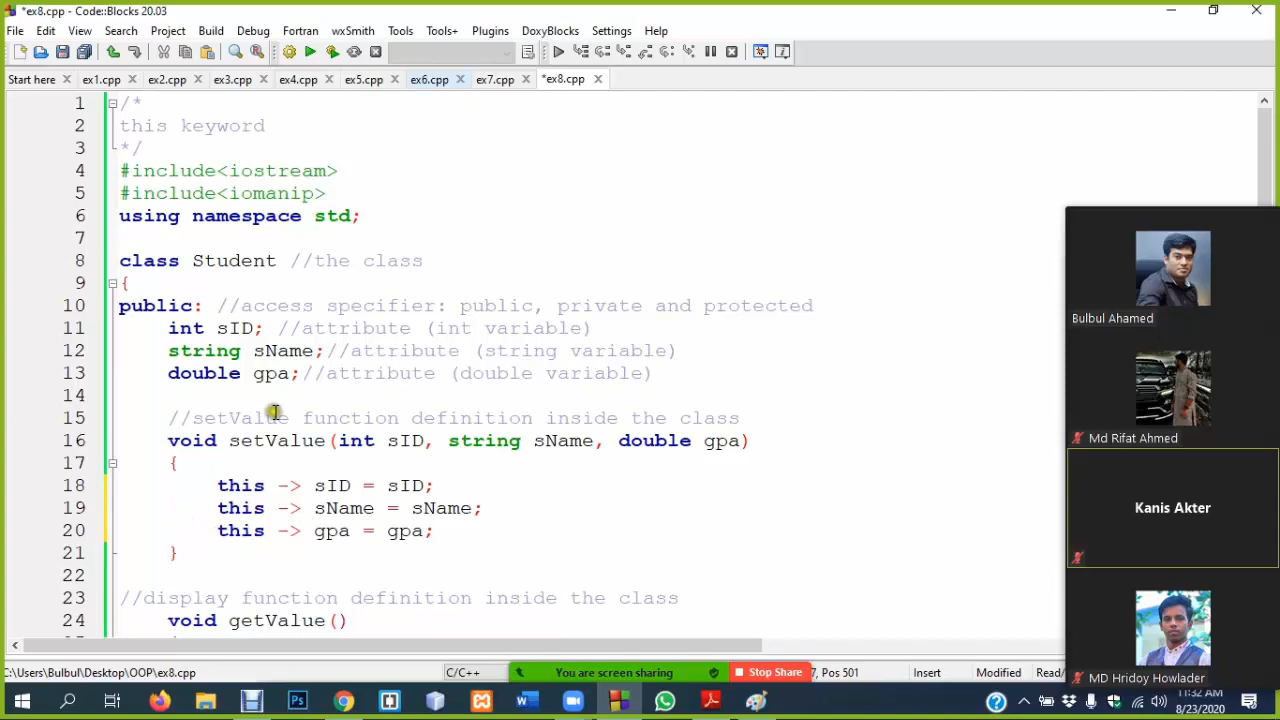 *ex8.cpp - Code::Blocks 20.03
File Edit View Search Project Build Debug Fortran wxSmith Tools Tools+ Plugins DoxyBlocks Settings Help
Start here ex1.cpp ex2.cpp ex3.cpp ex4.cpp ex5.cpp ex6.cpp ex7.cpp *ex8.cpp
1 /*
2 this keyword
3 */
4 #include<iostream>
5 #include<iomanip>
6 using namespace std;
7
8 class Student //the class
9 {
10 public: //access specifier: public, private and protected
11 int sID; //attribute (int variable)
12 string sName;//attribute (string variable)
13 double gpa;//attribute (double variable)
14
15 //setValue function definition inside the class
16 void setValue(int sID, string sName, double gpa)
17 {
18 this -> sID = sID;
19 this -> sName = sName;
20 this -> gpa = gpa;
21 }
22
23 //display function definition inside the class
24 void getValue()
Bulbul Ahamed
Md Rifat Ahmed
Kanis Akter
MD Hridoy Howlader
C:\Users\Bulbul\Desktop\OOP\ex8.cpp C/C++ You are screen sharing Stop Share 7, Pos 501 Insert Modified Read/
11:32 AM
8/23/2020